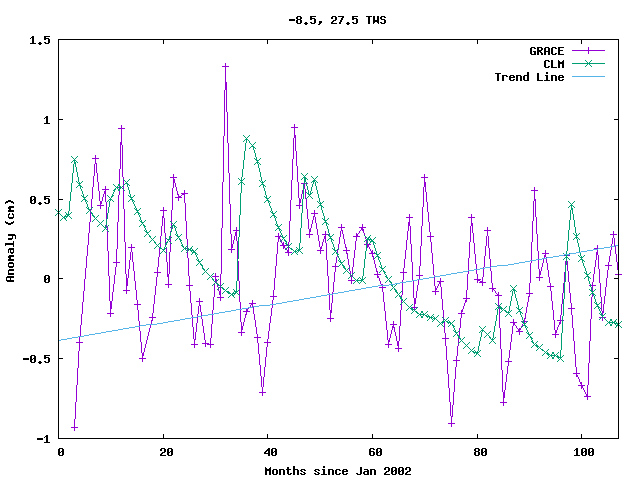 -8.5, 27.5 TWS
GRACE
CLM
Trend Line
1.5
1
0.5
0
-0.5
-1
Anomaly (cm)
0 20 40 60 80 100
Months since Jan 2002